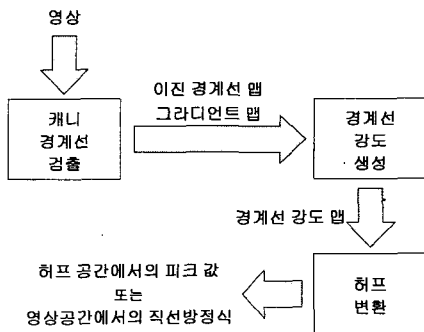 영상
캐니
경계선
검출
이진 경계선 맵
그라디언트 맵
경계선
강도
생성
경계선 강도 맵
허프
변환
허프 공간에서의 피크 값
또는
영상공간에서의 직선방정식